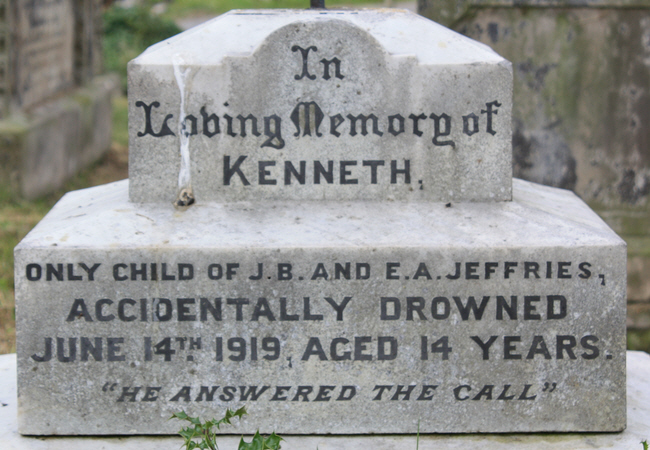 In
Loving Memory of
KENNETH.
ONLY CHILD OF J.B. AND E.A. JEFFRIES,
ACCIDENTALLY DROWNED
JUNE 14TH 1919, AGED 14 YEARS.
"HE ANSWERED THE CALL"